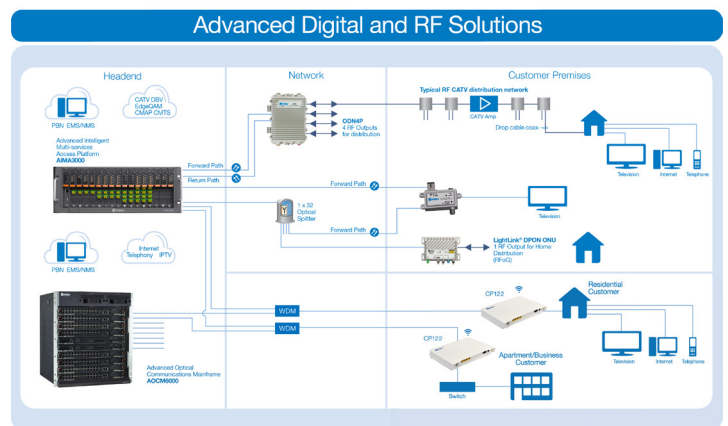 Advanced Digital and RF Solutions
Headend
PBN EMS/NMS
CATV DBV
EdgeQAM
CMAP CMTS
Advanced Intelligent
Multi-services
Access Platform
AIMA3000
Forward Path
Return Path
PBN EMS/NMS
Internet
Telephony IPTV
Advanced Optical
Communications Mainframe
AOCM6000
Network
ODN4P
4 RF Outputs
for distribution
Forward Path
1 x 32
Optical
Splitter
Forward Path
WDM
WDM
Customer Premises
Typical RF CATV distribution network
CATV Amp
Drop cable coax
Television
Internet
Telephone
Television
LightLink® DPON ONU
1 RF Output for Home
Distribution
(RFoG)
CP122
Residential
Customer
Television
Internet
Telephone
CP122
Apartment/Business
Customer
Switch